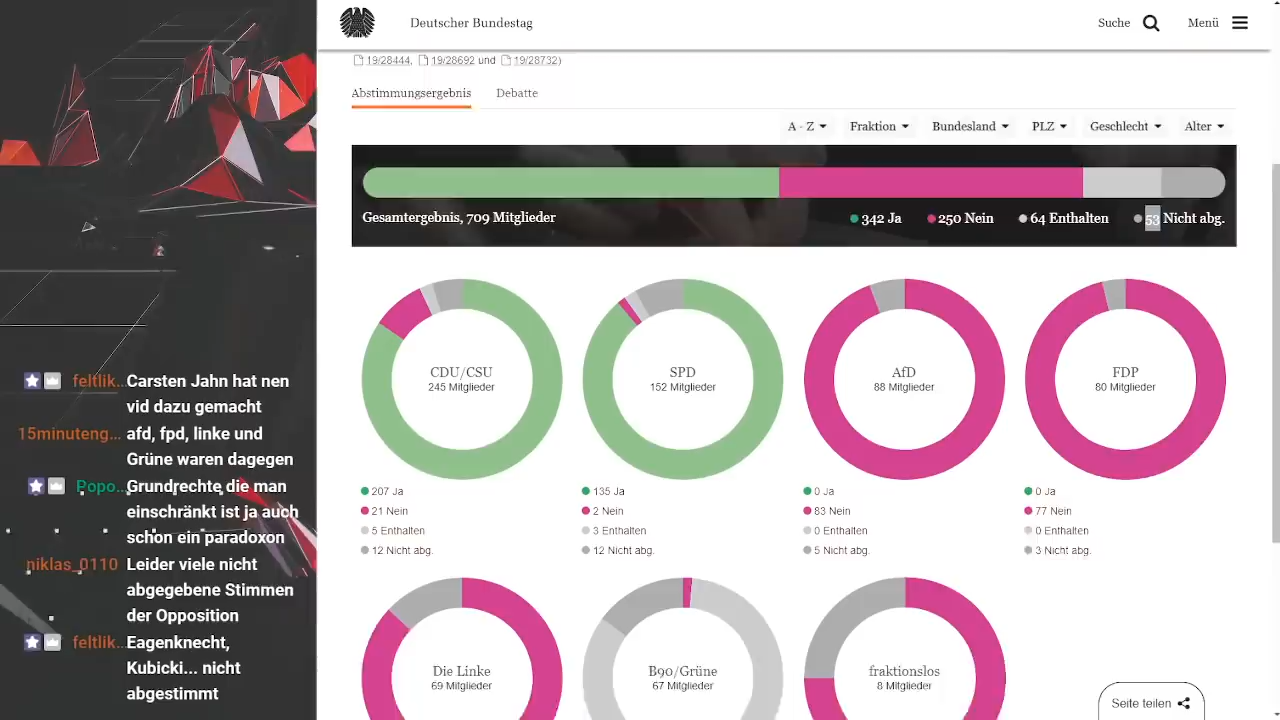 Deutscher Bundestag
Suche
Menü
19/28444, 19/28692 und 19/28732)
Abstimmungsergebnis
Debatte
A - Z
Fraktion
Bundesland
PLZ
Geschlecht
Alter
Gesamtergebnis, 709 Mitglieder
342 Ja
250 Nein
64 Enthalten
53 Nicht abg.
CDU/CSU
245 Mitglieder
207 Ja
21 Nein
5 Enthalten
12 Nicht abg.
SPD
152 Mitglieder
135 Ja
2 Nein
3 Enthalten
12 Nicht abg.
AfD
88 Mitglieder
0 Ja
83 Nein
0 Enthalten
5 Nicht abg.
FDP
80 Mitglieder
0 Ja
77 Nein
0 Enthalten
3 Nicht abg.
Die Linke
69 Mitglieder
B90/Grüne
67 Mitglieder
fraktionslos
8 Mitglieder
Seite teilen
feltlik... Carsten Jahn hat nen
vid dazu gemacht
15minuteng... afd, fpd, linke und
Grüne waren dagegen
Popo... Grundrechte die man
einschränkt ist ja auch
schon ein paradoxon
niklas_0110 Leider viele nicht
abgegebene Stimmen
der Opposition
feltlik... Eagenknecht,
Kubicki... nicht
abgestimmt